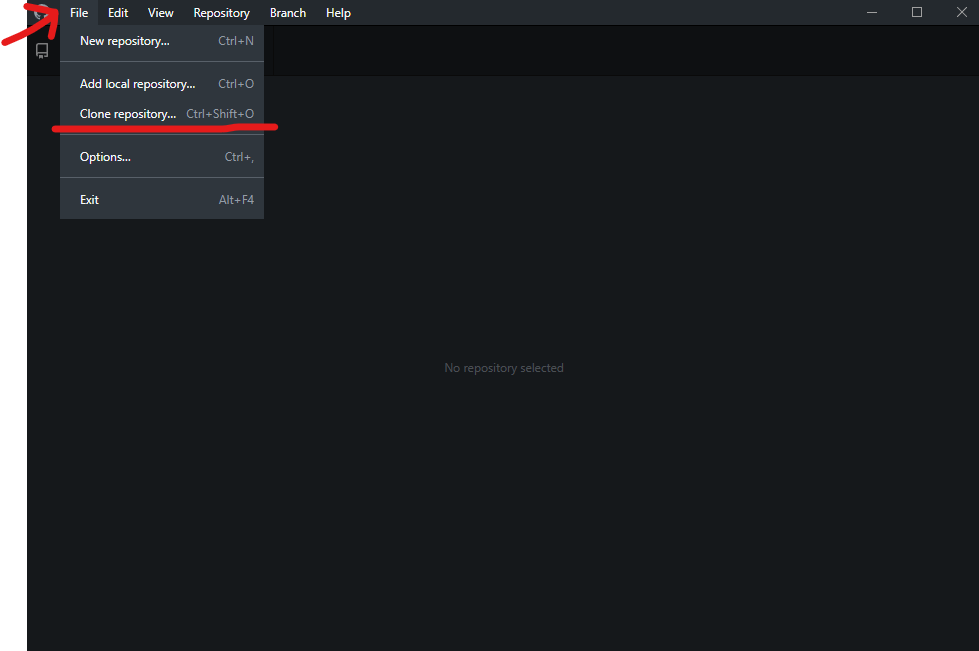 File Edit View Repository Branch Help
New repository... Ctrl+N
Add local repository... Ctrl+O
Clone repository... Ctrl+Shift+O
Options... Ctrl+,
Exit Alt+F4
No repository selected